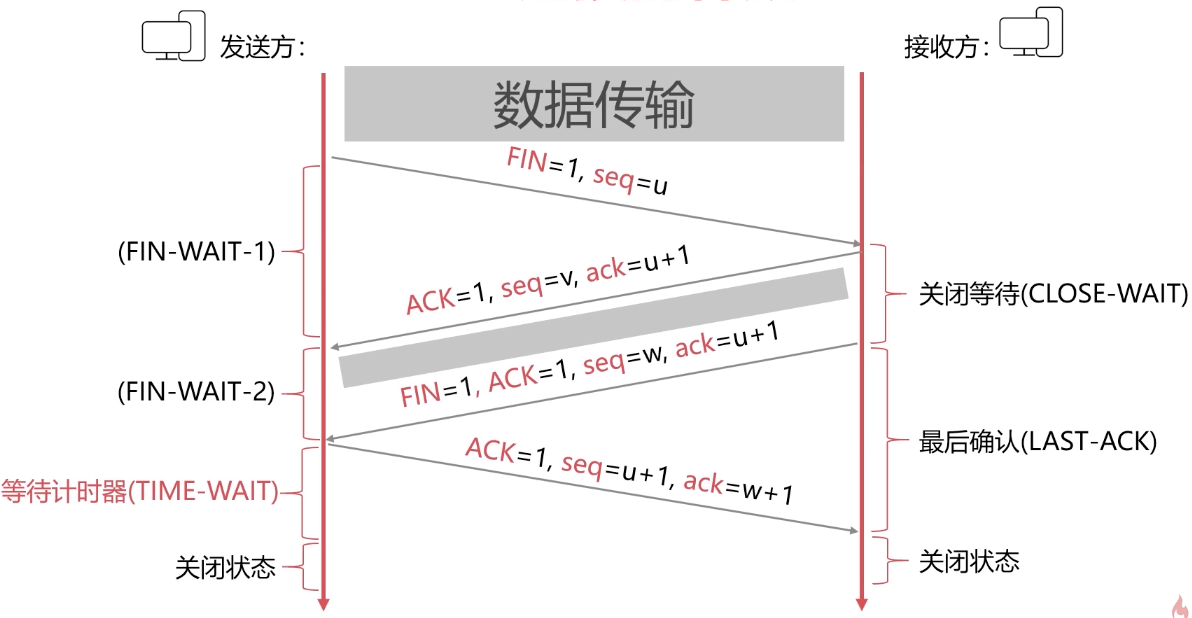 发送方：
接收方：
数据传输
FIN=1, seq=u
(FIN-WAIT-1)
ACK=1, seq=v, ack=u+1
关闭等待(CLOSE-WAIT)
FIN=1, ACK=1, seq=w, ack=u+1
(FIN-WAIT-2)
最后确认(LAST-ACK)
ACK=1, seq=u+1, ack=w+1
等待计时器(TIME-WAIT)
关闭状态
关闭状态